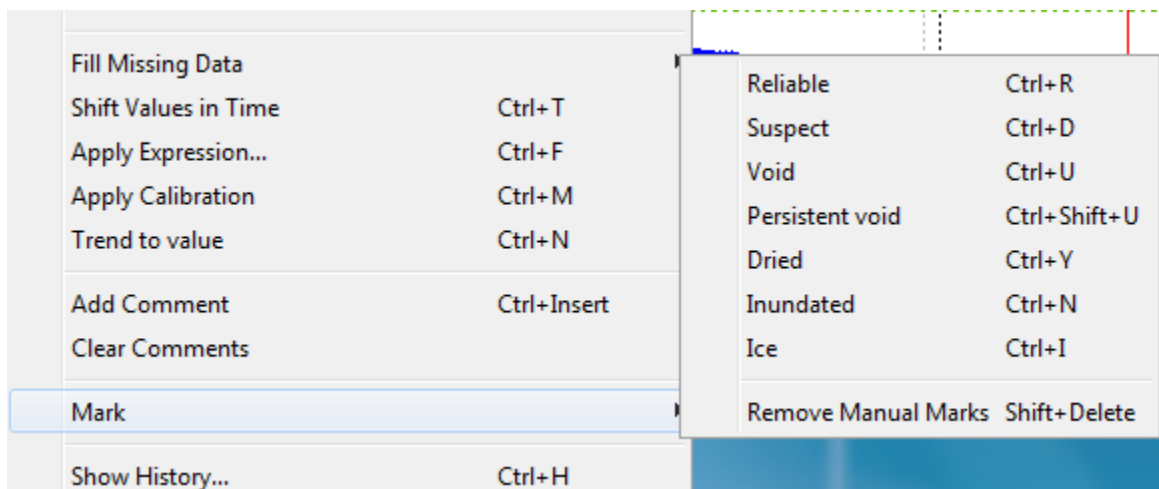 Fill Missing Data
Shift Values in Time Ctrl+T
Apply Expression... Ctrl+F
Apply Calibration Ctrl+M
Trend to value Ctrl+N
Add Comment Ctrl+Insert
Clear Comments
Mark
Show History... Ctrl+H
Reliable Ctrl+R
Suspect Ctrl+D
Void Ctrl+U
Persistent void Ctrl+Shift+U
Dried Ctrl+Y
Inundated Ctrl+N
Ice Ctrl+I
Remove Manual Marks Shift+Delete